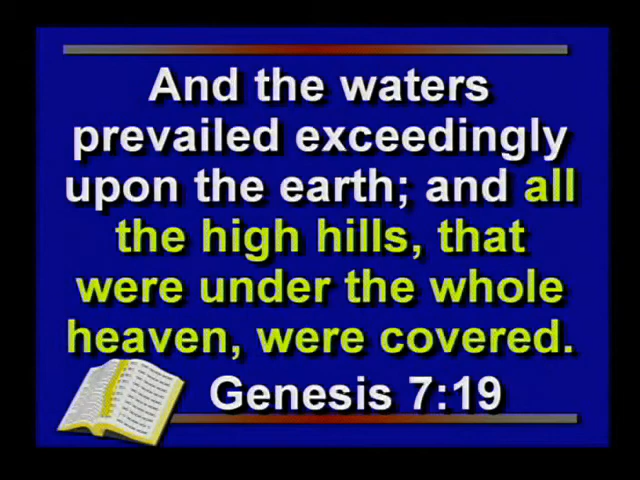 And the waters
prevailed exceedingly
upon the earth; and all
the high hills, that
were under the whole
heaven, were covered.
Genesis 7:19